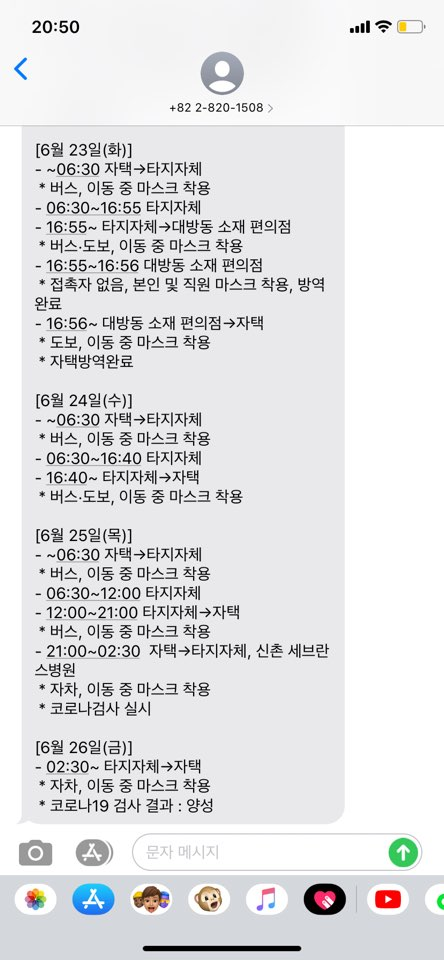 20:50
+82 2-820-1508
[6월 23일(화)]
- ~06:30 자택→타지자체
* 버스, 이동 중 마스크 착용
- 06:30~16:55 타지자체
- 16:55~ 타지자체→대방동 소재 편의점
* 버스·도보, 이동 중 마스크 착용
- 16:55~16:56 대방동 소재 편의점
* 접촉자 없음, 본인 및 직원 마스크 착용, 방역
완료
- 16:56~ 대방동 소재 편의점→자택
* 도보, 이동 중 마스크 착용
* 자택방역완료
[6월 24일(수)]
- ~06:30 자택→타지자체
* 버스, 이동 중 마스크 착용
- 06:30~16:40 타지자체
- 16:40~ 타지자체→자택
* 버스·도보, 이동 중 마스크 착용
[6월 25일(목)]
- ~06:30 자택→타지자체
* 버스, 이동 중 마스크 착용
- 06:30~12:00 타지자체
- 12:00~21:00 타지자체→자택
* 버스, 이동 중 마스크 착용
- 21:00~02:30  자택→타지자체, 신촌 세브란
스병원
* 자차, 이동 중 마스크 착용
* 코로나검사 실시
[6월 26일(금)]
- 02:30~ 타지자체→자택
* 자차, 이동 중 마스크 착용
* 코로나19 검사 결과 : 양성
문자 메시지